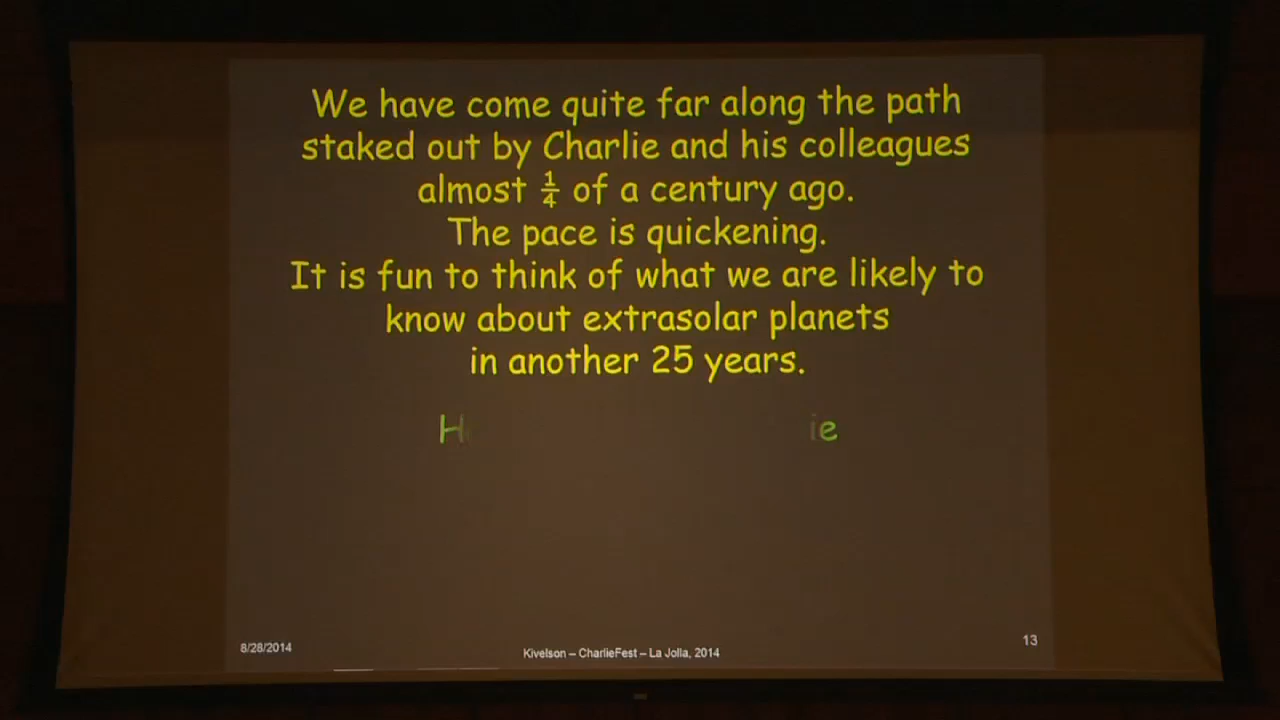 We have come quite far along the path
staked out by Charlie and his colleagues
almost ¼ of a century ago.
The pace is quickening.
It is fun to think of what we are likely to
know about extrasolar planets
in another 25 years.
8/28/2014
Kivelson – CharlieFest – La Jolla, 2014
13